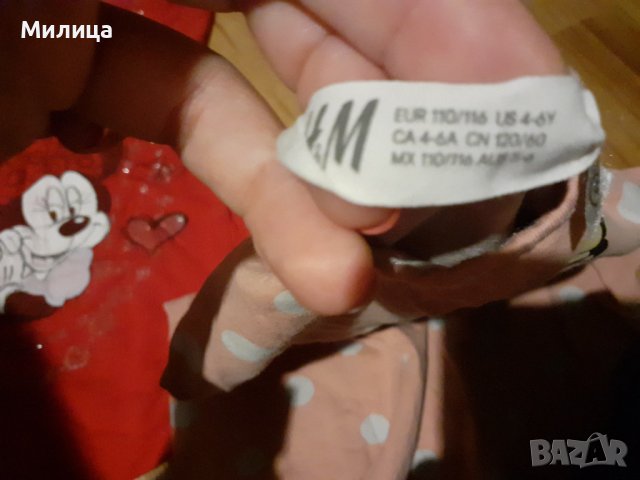 Милица
H&M
EUR 110/116 US 4-6Y
CA 4-6A CN 120/60
MX 110/116
BAZAR